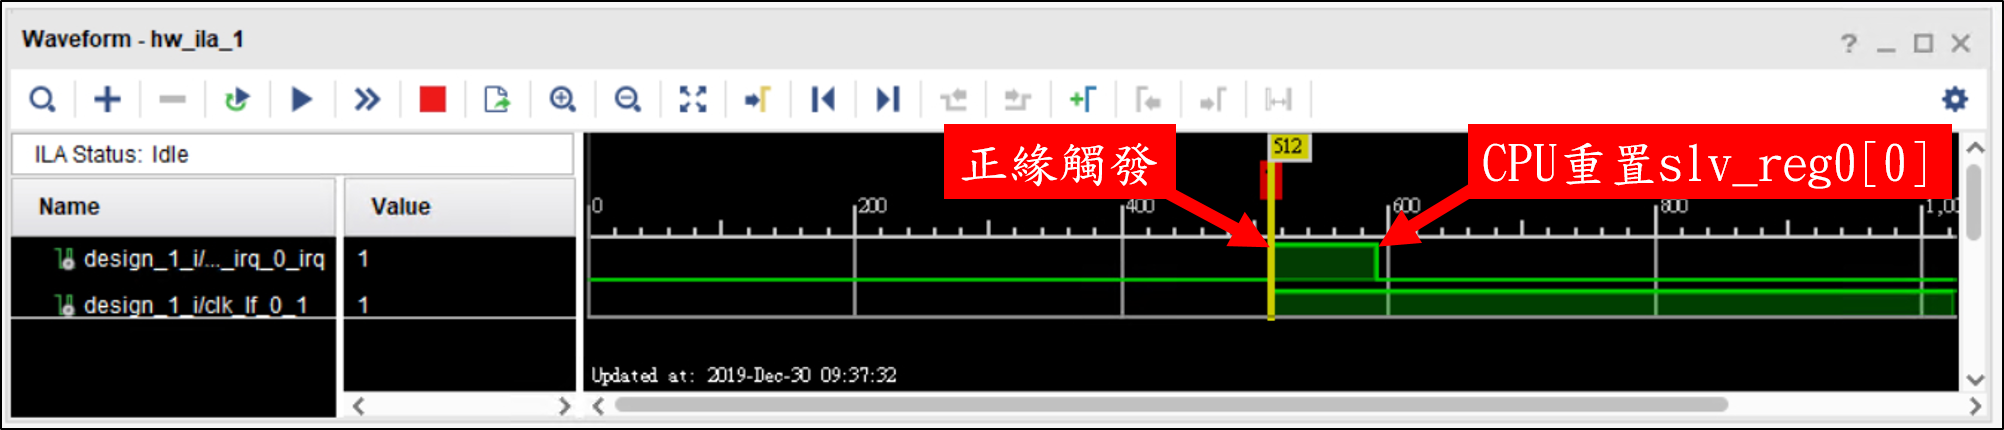 Waveform - hw_ila_1
?
ILA Status: Idle
Name
Value
design_1_i/..._irq_0_irq
1
design_1_i/clk_lf_0_1
1
正緣觸發
512
CPU重置slv_reg0[0]
0
200
400
600
800
1,00
Updated at: 2019-Dec-30 09:37:32